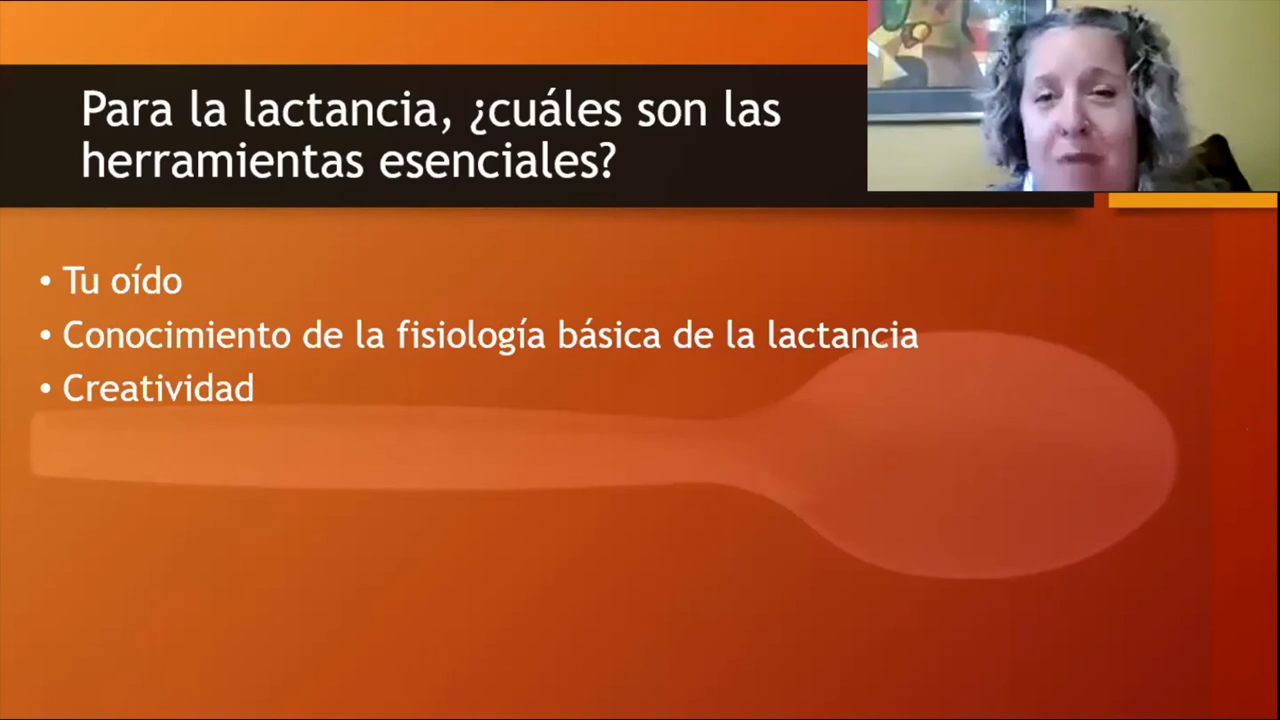 Para la lactancia, ¿cuáles son las
herramientas esenciales?
• Tu oído
• Conocimiento de la fisiología básica de la lactancia
• Creatividad